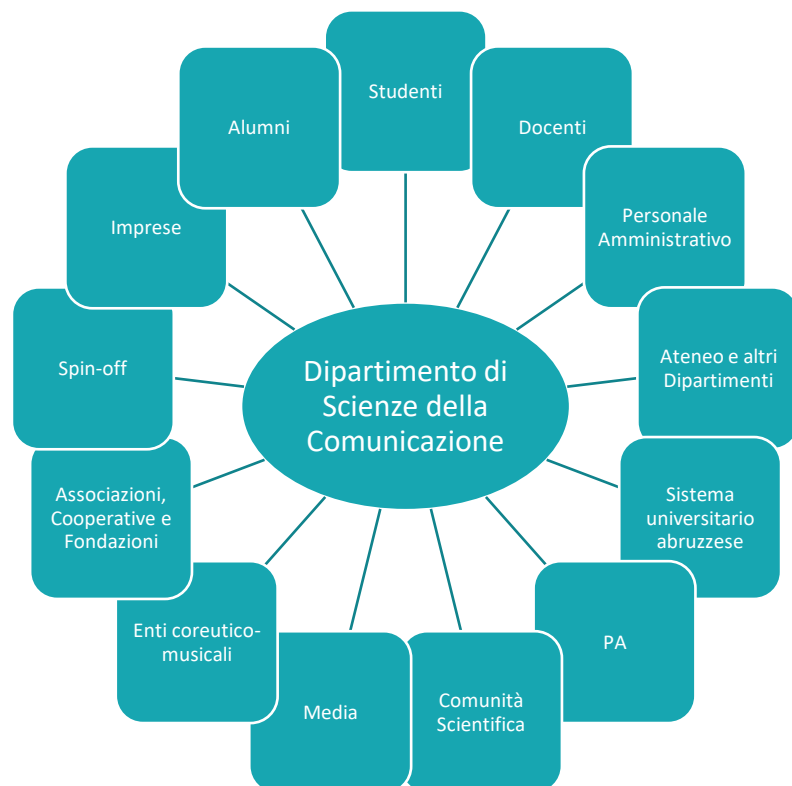 Studenti
Docenti
Personale
Amministrativo
Ateneo e altri
Dipartimenti
Sistema
universitario
abruzzese
PA
Comunità
Scientifica
Media
Enti coreutico-
musicali
Associazioni,
Cooperative e
Fondazioni
Spin-off
Imprese
Alumni
Dipartimento di
Scienze della
Comunicazione